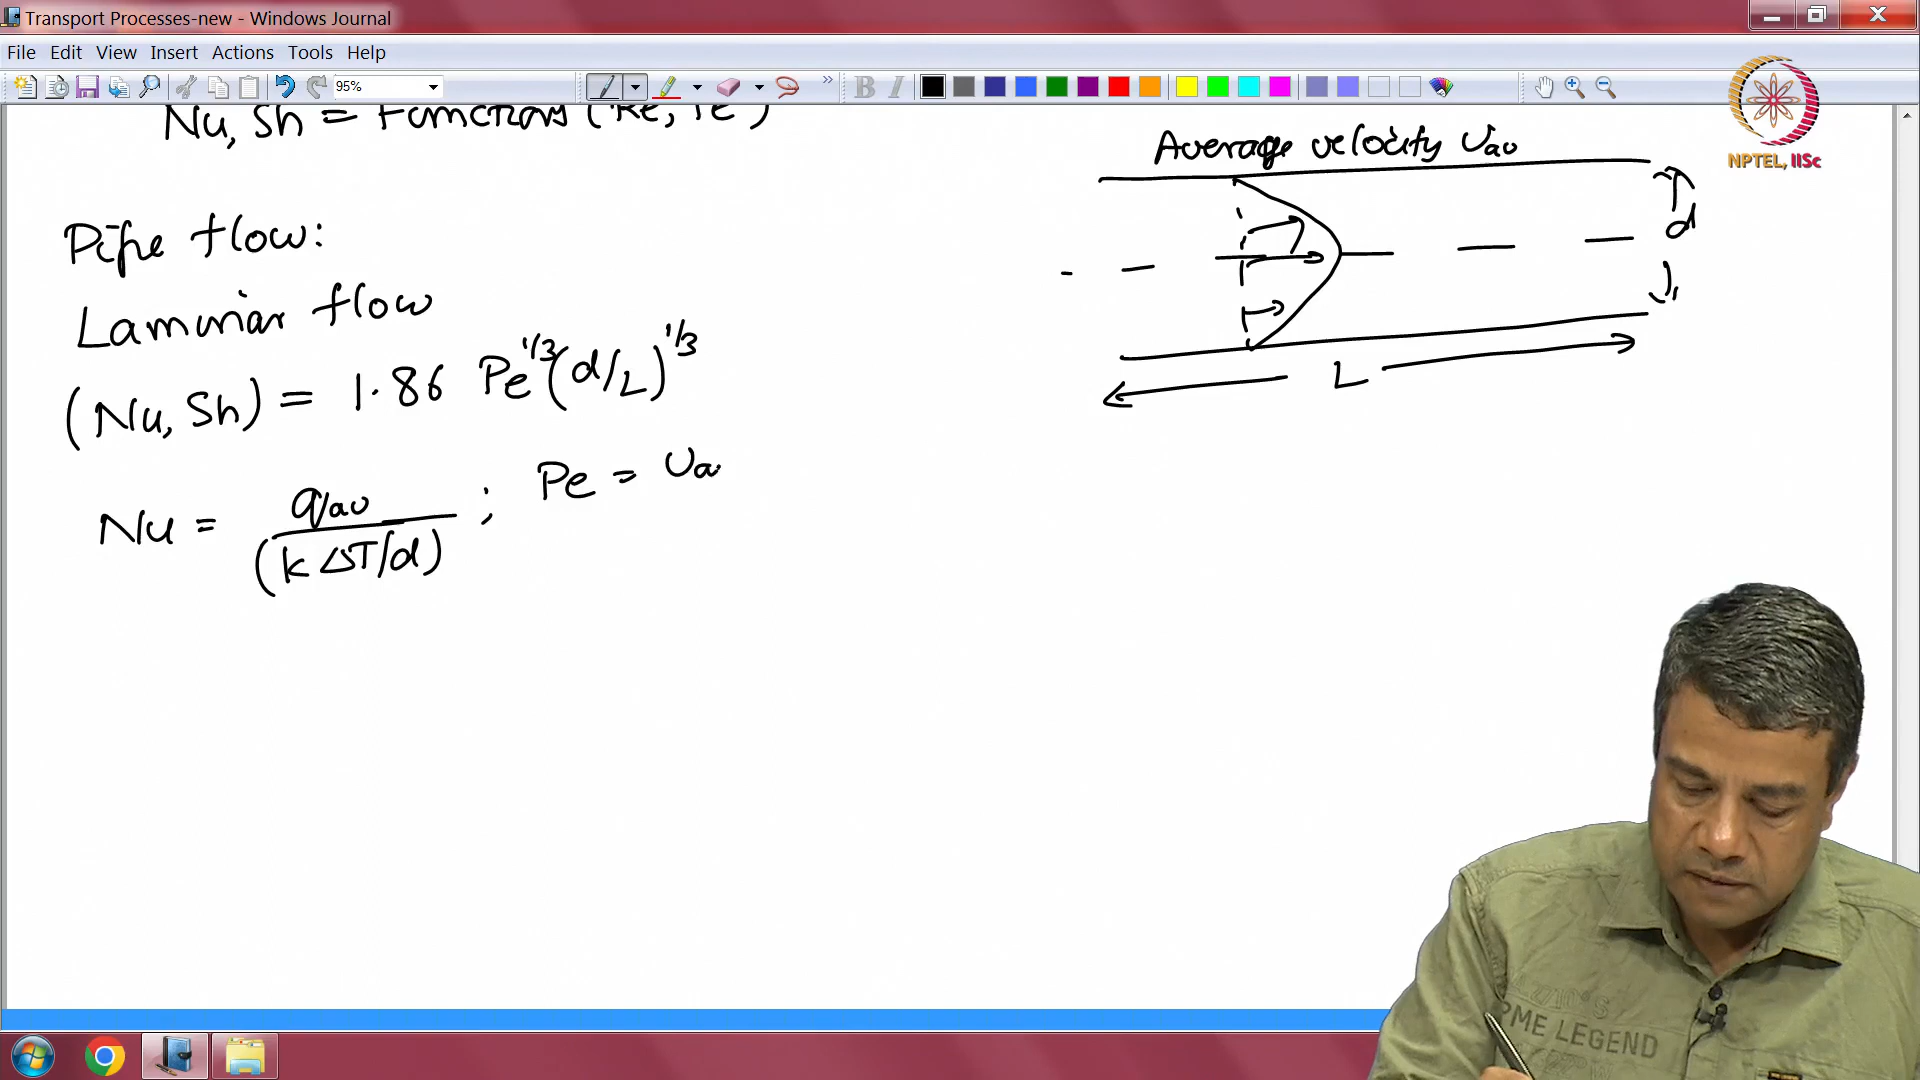 Transport Processes-new - Windows Journal
File Edit View Insert Actions Tools Help
95%
B I
NPTEL, IISc
Nu, Sh = Functions (Re, Pe)
Average velocity Uav
d
L
Pipe flow:
Laminar flow
(Nu, Sh) = 1.86 Pe^1/3 (d/L)^1/3
Nu = qav / (k ΔT/d) ; Pe = Ua
ME LEGEND